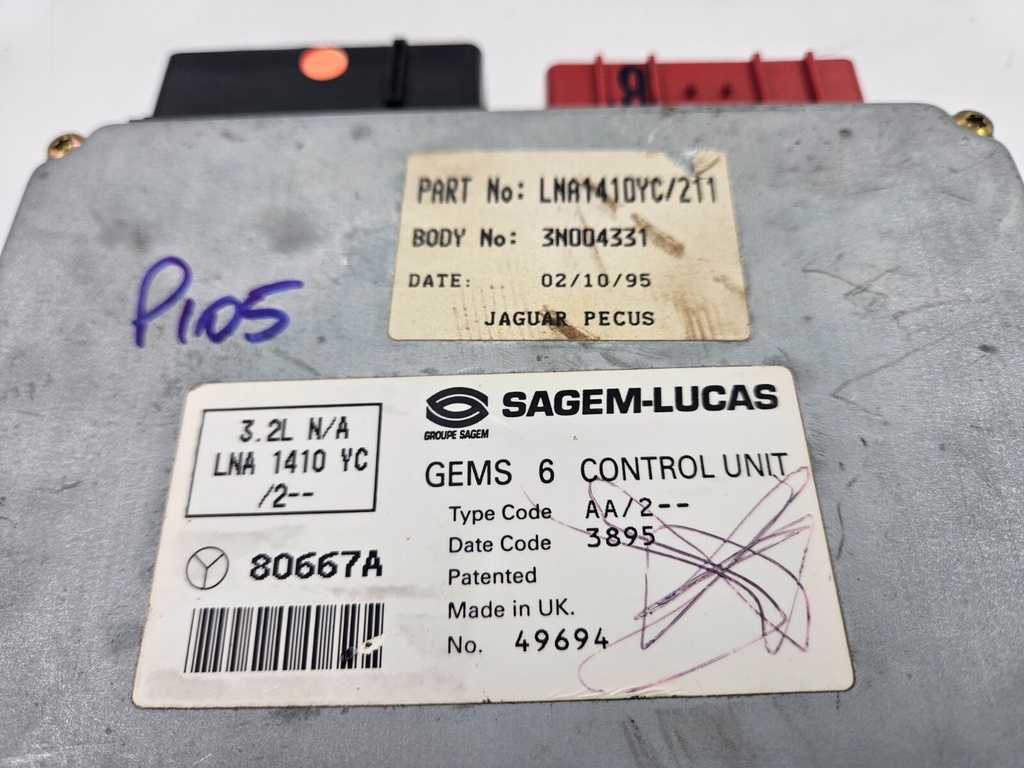 R
PART No: LNA1410YC/211
BODY No: 3N004331
DATE: 02/10/95
JAGUAR PECUS
P105
SAGEM-LUCAS
GROUPE SAGEM
3.2L N/A
LNA 1410 YC
/2--
GEMS 6 CONTROL UNIT
Type Code AA/2--
Date Code 3895
80667A
Patented
Made in UK.
No. 49694